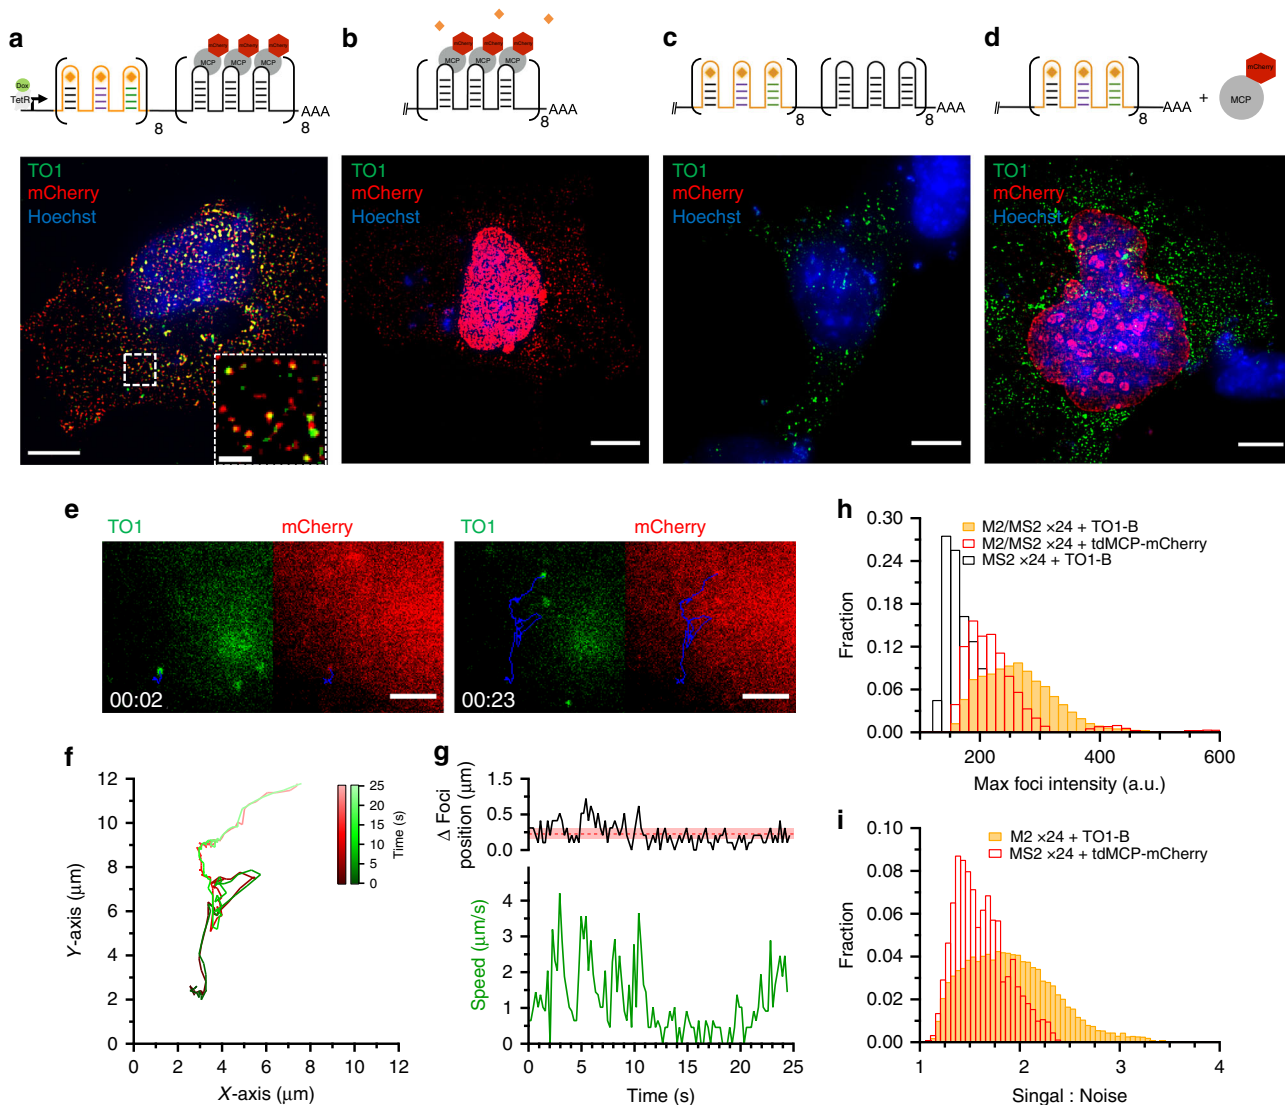 a
b
c
d
mCherry mCherry mCherry
MCP MCP MCP
Dox
TetR
8
8
AAA
mCherry mCherry mCherry
MCP MCP MCP
8
AAA
8
8
AAA
8
AAA
+
mCherry
MCP
TO1
mCherry
Hoechst
TO1
mCherry
Hoechst
TO1
mCherry
Hoechst
TO1
mCherry
Hoechst
e
TO1
mCherry
TO1
mCherry
00:02
00:23
f
12
10
8
6
4
2
0
Y-axis (μm)
0 2 4 6 8 10 12
X-axis (μm)
25
20
15
10
5
0
Time (s)
g
1.5
0.5
0.0
Δ Foci
position (μm)
4
3
2
1
0
Speed (μm/s)
0 5 10 15 20 25
Time (s)
h
0.30
0.24
0.18
0.12
0.06
0.00
Fraction
M2/MS2 ×24 + TO1-B
M2/MS2 ×24 + tdMCP-mCherry
MS2 ×24 + TO1-B
200 400 600
Max foci intensity (a.u.)
i
0.10
0.08
0.06
0.04
0.02
0.00
Fraction
M2 ×24 + TO1-B
MS2 ×24 + tdMCP-mCherry
1 2 3 4
Singal : Noise